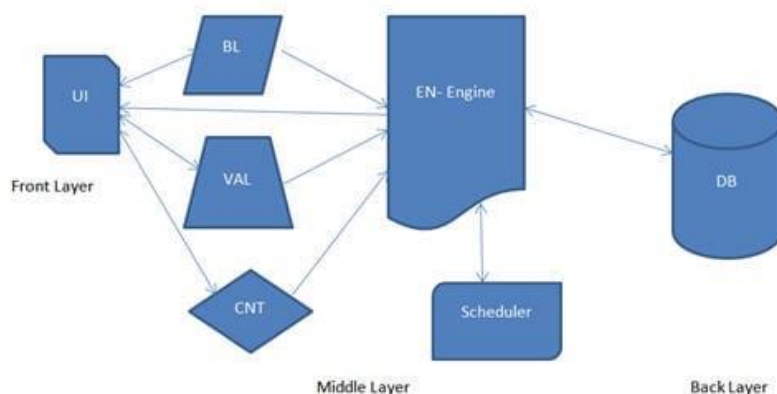 BL
UI
EN- Engine
VAL
DB
Front Layer
CNT
Scheduler
Middle Layer
Back Layer